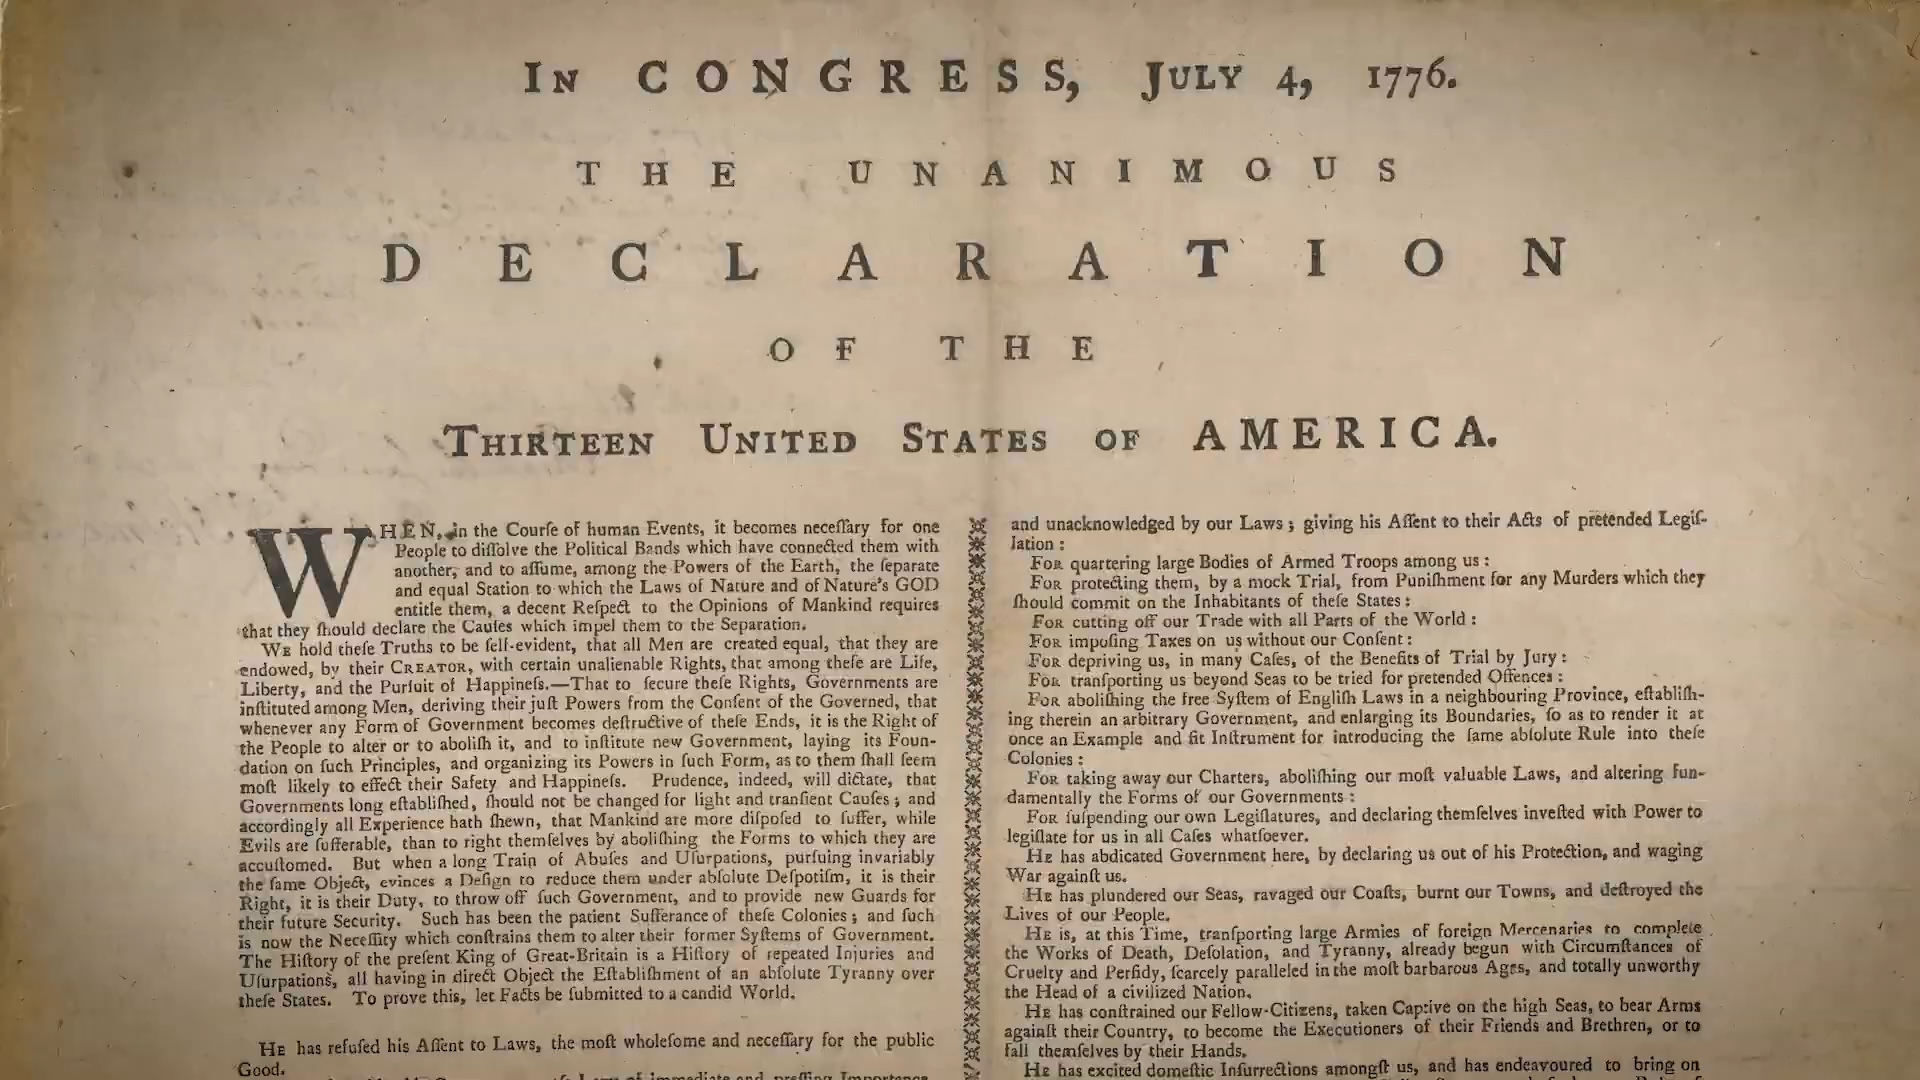 IN CONGRESS, JULY 4, 1776.
THE UNANIMOUS
DECLARATION
OF THE
THIRTEEN UNITED STATES OF AMERICA.
WHEN, in the Courſe of human Events, it becomes neceſſary for one
People to diſſolve the Political Bands which have connected them with
another, and to aſſume, among the Powers of the Earth, the ſeparate
and equal Station to which the Laws of Nature and of Nature's GOD
entitle them, a decent Reſpect to the Opinions of Mankind requires
that they ſhould declare the Cauſes which impel them to the Separation.
WE hold theſe Truths to be ſelf-evident, that all Men are created equal, that they are
endowed, by their CREATOR, with certain unalienable Rights, that among theſe are Life,
Liberty, and the Purſuit of Happineſs.—That to ſecure theſe Rights, Governments are
inſtituted among Men, deriving their juſt Powers from the Conſent of the Governed, that
whenever any Form of Government becomes deſtructive of theſe Ends, it is the Right of
the People to alter or to aboliſh it, and to inſtitute new Government, laying its Foun-
dation on ſuch Principles, and organizing its Powers in ſuch Form, as to them ſhall ſeem
moſt likely to effect their Safety and Happineſs. Prudence, indeed, will dictate, that
Governments long eſtabliſhed, ſhould not be changed for light and tranſient Cauſes; and
accordingly all Experience hath ſhewn, that Mankind are more diſpoſed to ſuffer, while
Evils are ſufferable, than to right themſelves by aboliſhing the Forms to which they are
accuſtomed. But when a long Train of Abuſes and Uſurpations, purſuing invariably
the ſame Object, evinces a Deſign to reduce them under abſolute Deſpotiſm, it is their
Right, it is their Duty, to throw off ſuch Government, and to provide new Guards for
their future Security. Such has been the patient Sufferance of theſe Colonies; and ſuch
is now the Neceſſity which conſtrains them to alter their former Syſtems of Government.
The Hiſtory of the preſent King of Great-Britain is a Hiſtory of repeated Injuries and
Uſurpations, all having in direct Object the Eſtabliſhment of an abſolute Tyranny over
theſe States. To prove this, let Facts be ſubmitted to a candid World.
HE has refuſed his Aſſent to Laws, the moſt wholeſome and neceſſary for the public
Good.
of immediate and preſſing Importance
and unacknowledged by our Laws; giving his Aſſent to their Acts of pretended Legiſ-
lation:
FOR quartering large Bodies of Armed Troops among us:
FOR protecting them, by a mock Trial, from Puniſhment for any Murders which they
ſhould commit on the Inhabitants of theſe States:
FOR cutting off our Trade with all Parts of the World:
FOR impoſing Taxes on us without our Conſent:
FOR depriving us, in many Caſes, of the Benefits of Trial by Jury:
FOR tranſporting us beyond Seas to be tried for pretended Offences:
FOR aboliſhing the free Syſtem of Engliſh Laws in a neighbouring Province, eſtabliſh-
ing therein an arbitrary Government, and enlarging its Boundaries, ſo as to render it at
once an Example and fit Inſtrument for introducing the ſame abſolute Rule into theſe
Colonies:
FOR taking away our Charters, aboliſhing our moſt valuable Laws, and altering fun-
damentally the Forms of our Governments:
FOR ſuſpending our own Legiſlatures, and declaring themſelves inveſted with Power to
legiſlate for us in all Caſes whatſoever.
HE has abdicated Government here, by declaring us out of his Protection, and waging
War againſt us.
HE has plundered our Seas, ravaged our Coaſts, burnt our Towns, and deſtroyed the
Lives of our People.
HE is, at this Time, tranſporting large Armies of foreign Mercenaries to complete
the Works of Death, Deſolation, and Tyranny, already begun with Circumſtances of
Cruelty and Perfidy, ſcarcely paralleled in the moſt barbarous Ages, and totally unworthy
the Head of a civilized Nation.
HE has conſtrained our Fellow-Citizens, taken Captive on the high Seas, to bear Arms
againſt their Country, to become the Executioners of their Friends and Brethren, or to
fall themſelves by their Hands.
HE has excited domeſtic Inſurrections amongſt us, and has endeavoured to bring on